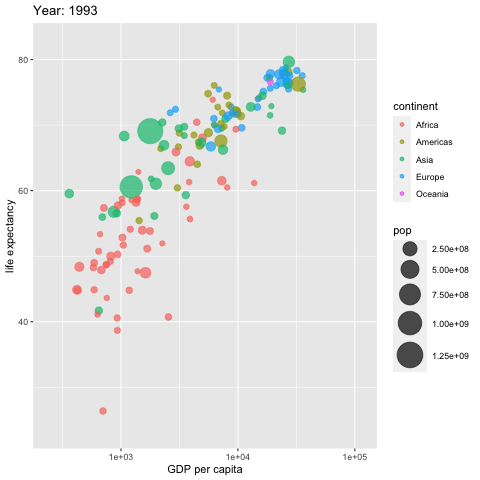 Year: 1993
80
60
40
life expectancy
1e+03
1e+04
1e+05
GDP per capita
continent
Africa
Americas
Asia
Europe
Oceania
pop
2.50e+08
5.00e+08
7.50e+08
1.00e+09
1.25e+09